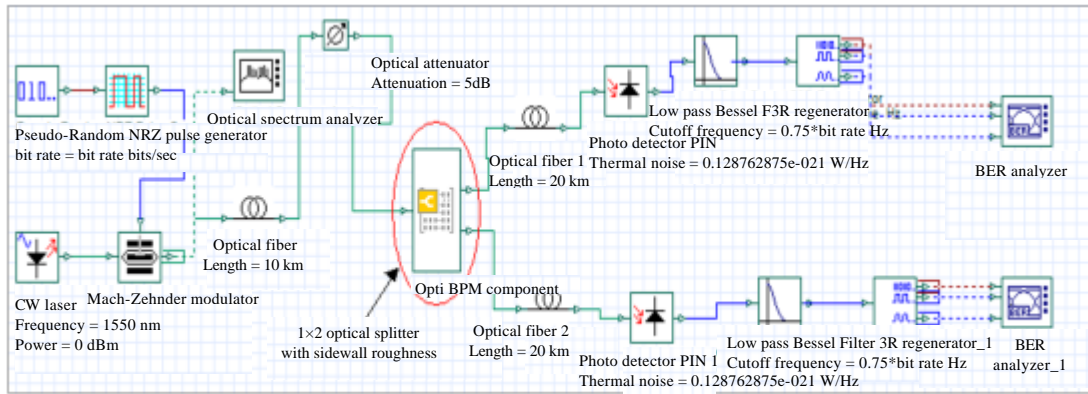 Optical attenuator
Attenuation = 5dB
010...
Optical spectrum analyzer
Pseudo-Random NRZ pulse generator
bit rate = bit rate bits/sec
Low pass Bessel F3R regenerator
Cutoff frequency = 0.75*bit rate Hz
Photo detector PIN
Thermal noise = 0.128762875e-021 W/Hz
BER analyzer
Optical fiber 1
Length = 20 km
Optical fiber
Length = 10 km
CW laser
Frequency = 1550 nm
Power = 0 dBm
Mach-Zehnder modulator
Opti BPM component
1×2 optical splitter
with sidewall roughness
Optical fiber 2
Length = 20 km
Photo detector PIN 1
Thermal noise = 0.128762875e-021 W/Hz
Low pass Bessel Filter 3R regenerator_1
Cutoff frequency = 0.75*bit rate Hz
BER
analyzer_1